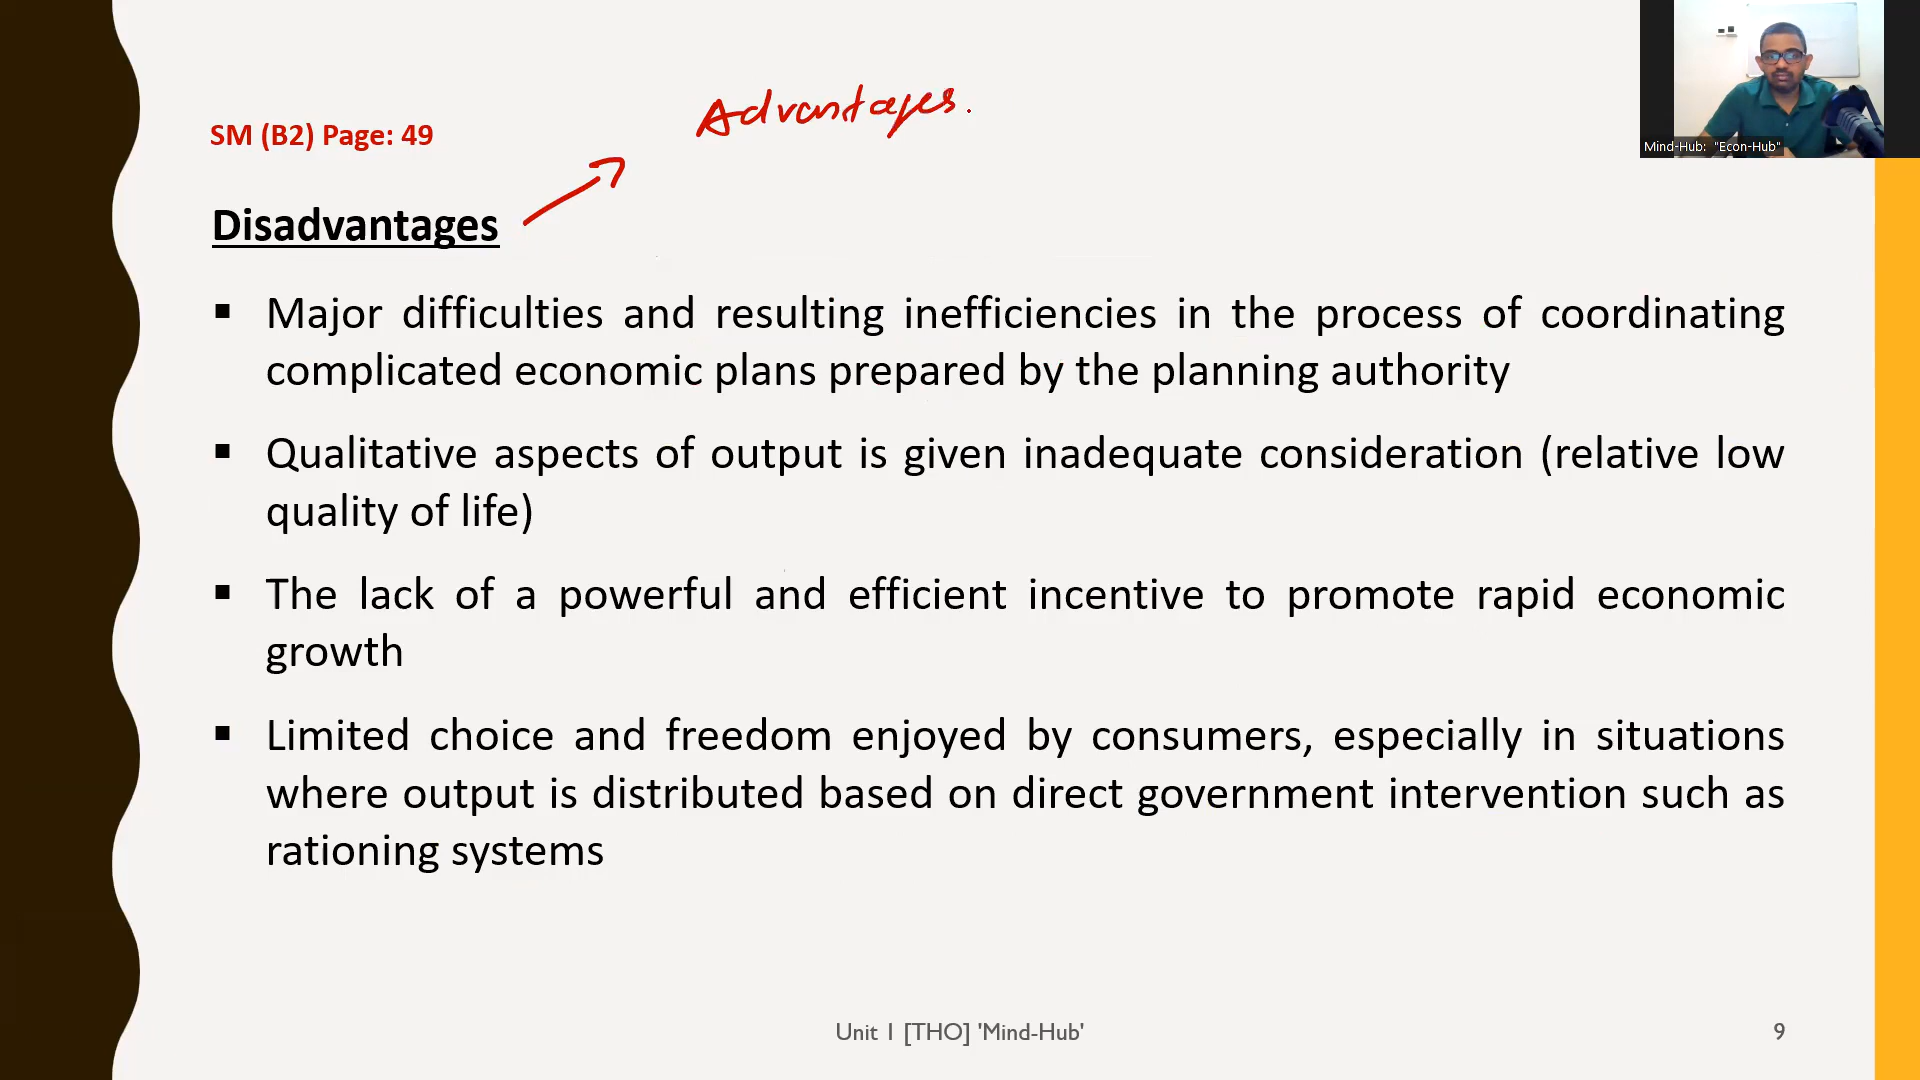 Advantages.
SM (B2) Page: 49
Disadvantages
▪ Major difficulties and resulting inefficiencies in the process of coordinating
complicated economic plans prepared by the planning authority
▪ Qualitative aspects of output is given inadequate consideration (relative low
quality of life)
▪ The lack of a powerful and efficient incentive to promote rapid economic
growth
▪ Limited choice and freedom enjoyed by consumers, especially in situations
where output is distributed based on direct government intervention such as
rationing systems
Mind-Hub: "Econ-Hub"
Unit 1 [THO] 'Mind-Hub'
9